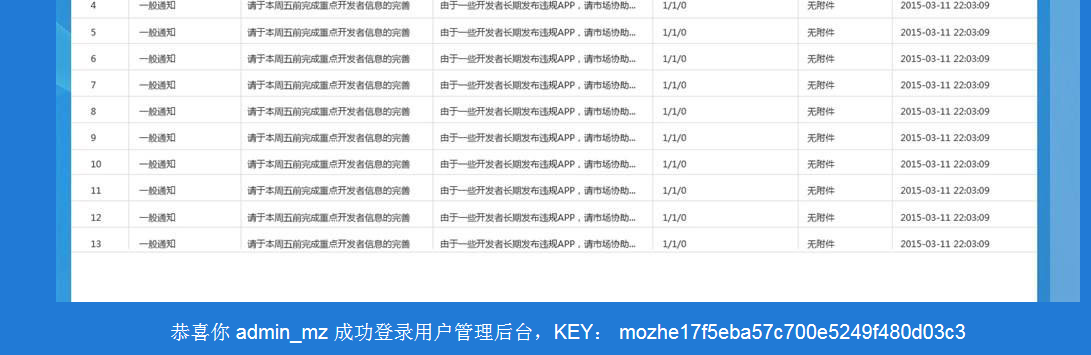 4 一般通知 请于本周五前完成重点开发者信息的完善 由于一些开发者长期发布违规APP，请市场协助... 1/1/0 无附件 2015-03-11 22:03:09
5 一般通知 请于本周五前完成重点开发者信息的完善 由于一些开发者长期发布违规APP，请市场协助... 1/1/0 无附件 2015-03-11 22:03:09
6 一般通知 请于本周五前完成重点开发者信息的完善 由于一些开发者长期发布违规APP，请市场协助... 1/1/0 无附件 2015-03-11 22:03:09
7 一般通知 请于本周五前完成重点开发者信息的完善 由于一些开发者长期发布违规APP，请市场协助... 1/1/0 无附件 2015-03-11 22:03:09
8 一般通知 请于本周五前完成重点开发者信息的完善 由于一些开发者长期发布违规APP，请市场协助... 1/1/0 无附件 2015-03-11 22:03:09
9 一般通知 请于本周五前完成重点开发者信息的完善 由于一些开发者长期发布违规APP，请市场协助... 1/1/0 无附件 2015-03-11 22:03:09
10 一般通知 请于本周五前完成重点开发者信息的完善 由于一些开发者长期发布违规APP，请市场协助... 1/1/0 无附件 2015-03-11 22:03:09
11 一般通知 请于本周五前完成重点开发者信息的完善 由于一些开发者长期发布违规APP，请市场协助... 1/1/0 无附件 2015-03-11 22:03:09
12 一般通知 请于本周五前完成重点开发者信息的完善 由于一些开发者长期发布违规APP，请市场协助... 1/1/0 无附件 2015-03-11 22:03:09
13 一般通知 请于本周五前完成重点开发者信息的完善 由于一些开发者长期发布违规APP，请市场协助... 1/1/0 无附件 2015-03-11 22:03:09
恭喜你 admin_mz 成功登录用户管理后台，KEY： mozhe17f5eba57c700e5249f480d03c3